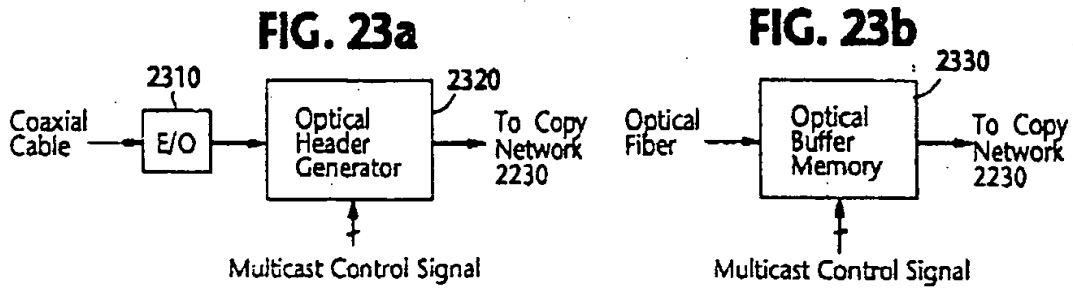 FIG. 23a
2310
2320
Coaxial
Cable
E/O
Optical
Header
Generator
To Copy
Network
2230
Multicast Control Signal
FIG. 23b
2330
Optical
Fiber
Optical
Buffer
Memory
To Copy
Network
2230
Multicast Control Signal